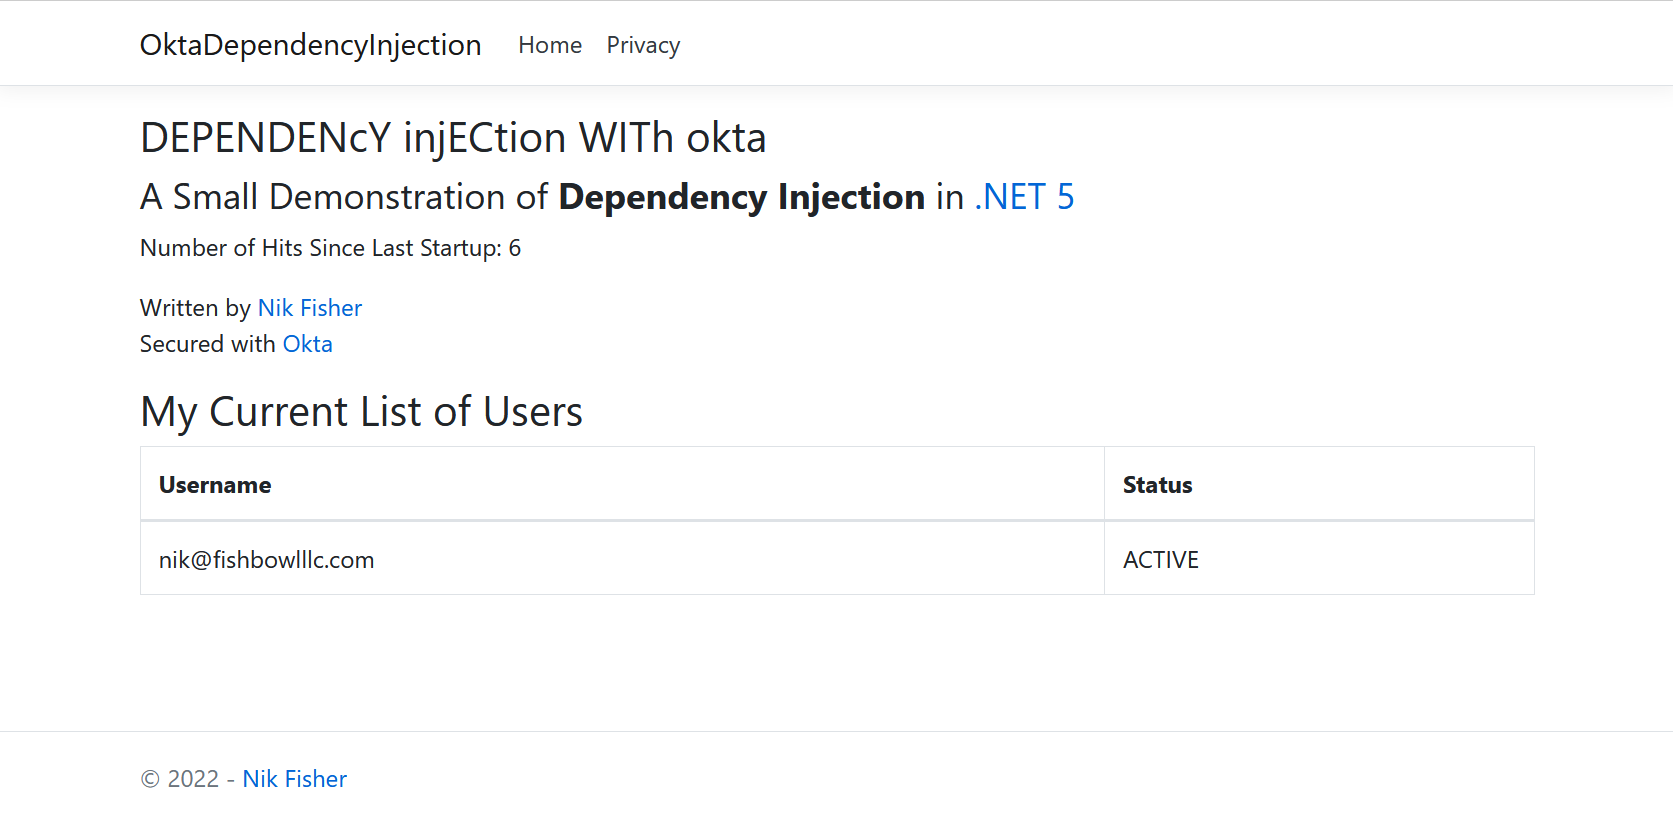 OktaDependencyInjection Home Privacy
DEPENDENcY injECtion WITh okta
A Small Demonstration of Dependency Injection in .NET 5
Number of Hits Since Last Startup: 6
Written by Nik Fisher
Secured with Okta
My Current List of Users
Username Status
nik@fishbowlllc.com ACTIVE
© 2022 - Nik Fisher